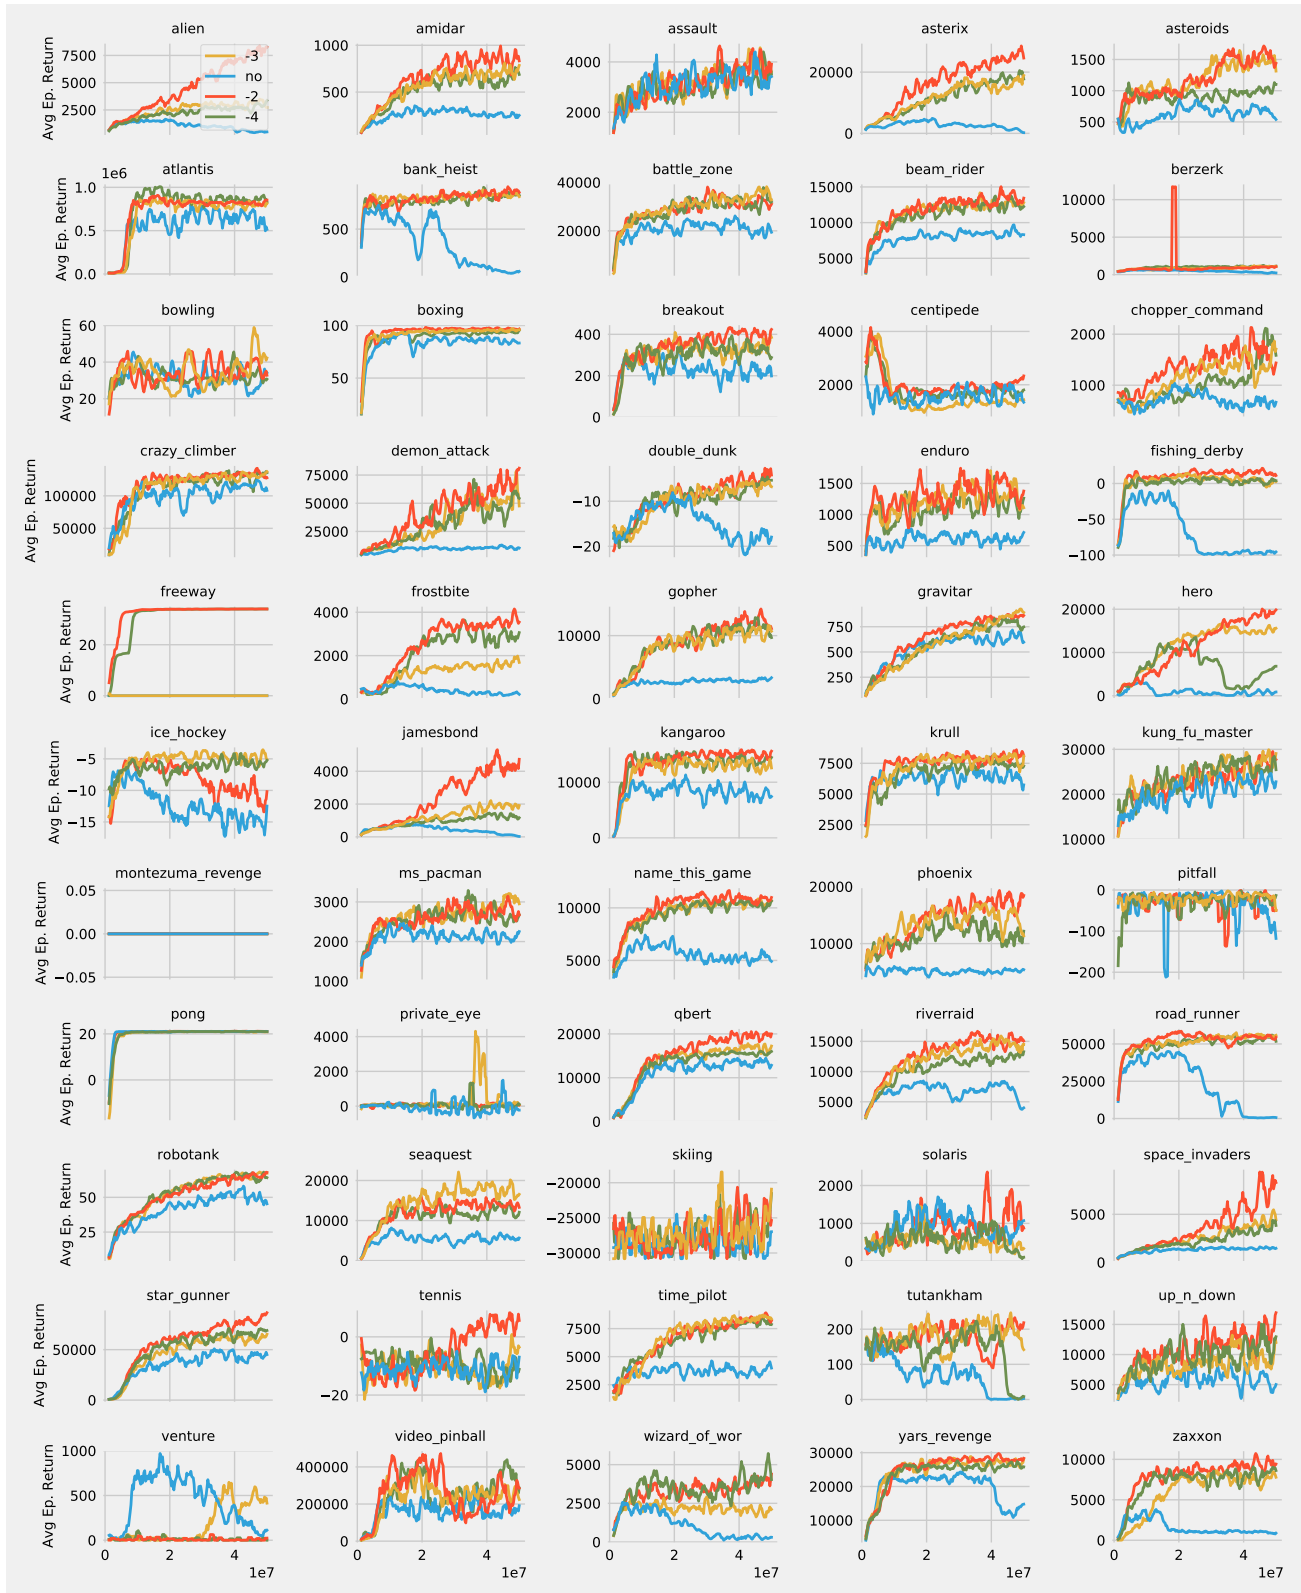 alien amidar assault asterix asteroids
Avg Ep. Return
7500 5000 2500
-3
no
-2
-4
1000 500
4000 2000
20000 0
1500 1000 500
atlantis bank_heist battle_zone beam_rider berzerk
Avg Ep. Return
1e6
1.0 0.5 0.0
500 0
40000 20000
15000 10000 5000
10000 5000 0
bowling boxing breakout centipede chopper_command
Avg Ep. Return
60 40 20
100 50
400 200 0
4000 2000
2000 1000
crazy_climber demon_attack double_dunk enduro fishing_derby
Avg Ep. Return
100000 50000
75000 50000 25000
−10 −20
1500 1000 500
0 −50 −100
freeway frostbite gopher gravitar hero
Avg Ep. Return
20 0
4000 2000 0
10000 0
750 500 250
20000 10000 0
ice_hockey jamesbond kangaroo krull kung_fu_master
Avg Ep. Return
−5 −10 −15
4000 2000 0
10000 0
7500 5000 2500
30000 20000 10000
montezuma_revenge ms_pacman name_this_game phoenix pitfall
Avg Ep. Return
0.05 0.00 −0.05
3000 2000 1000
10000 5000
20000 10000
0 −100 −200
pong private_eye qbert riverraid road_runner
Avg Ep. Return
20 0
4000 2000 0
20000 10000 0
15000 10000 5000
50000 25000 0
robotank seaquest skiing solaris space_invaders
Avg Ep. Return
50 25
20000 10000 0
−20000 −25000 −30000
2000 1000 0
5000 0
star_gunner tennis time_pilot tutankham up_n_down
Avg Ep. Return
50000 0
0 −20
7500 5000 2500
200 100 0
15000 10000 5000
venture video_pinball wizard_of_wor yars_revenge zaxxon
Avg Ep. Return
1000 500 0
400000 200000 0
5000 2500 0
30000 20000 10000
10000 5000 0
0 2 4 0 2 4 0 2 4 0 2 4 0 2 4
1e7 1e7 1e7 1e7 1e7